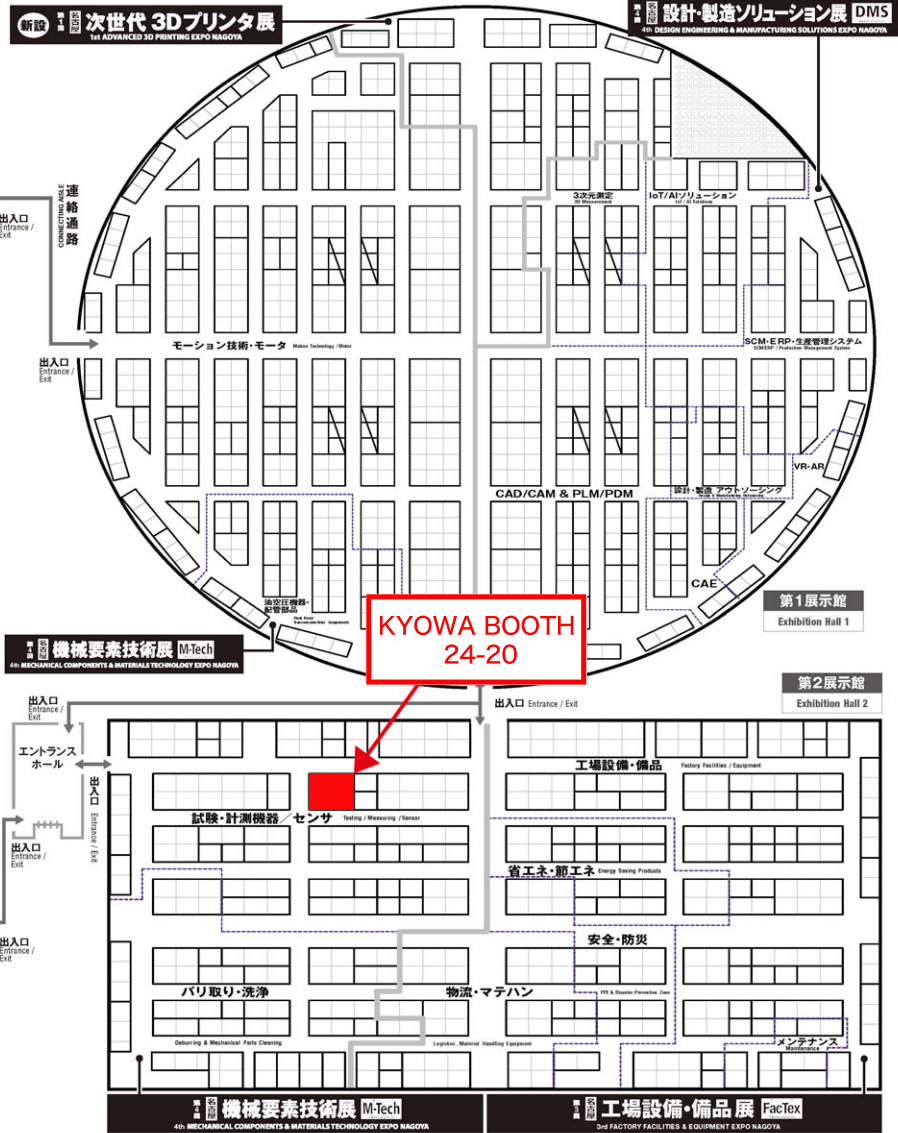 新設 第1回 名古屋 次世代 3Dプリンタ展
1st ADVANCED 3D PRINTING EXPO NAGOYA
第4回 名古屋 設計・製造ソリューション展 DMS
4th DESIGN ENGINEERING & MANUFACTURING SOLUTIONS EXPO NAGOYA
連絡通路
CONNECTING AISLE
出入口
Entrance /
Exit
3次元測定
3D Measurement
IoT/AIソリューション
IoT / AI Solutions
モーション技術・モータ Motion Technology /Motor
SCM・ERP・生産管理システム
SCM/ERP / Production Management System
出入口
Entrance /
Exit
VR・AR
CAD/CAM & PLM/PDM
設計・製造 アウトソーシング
Design & Manufacturing Outsourcing
CAE
油空圧機器・
配管部品
第1展示館
Exhibition Hall 1
KYOWA BOOTH
24-20
第4回 名古屋 機械要素技術展 M-Tech
4th MECHANICAL COMPONENTS & MATERIALS TECHNOLOGY EXPO NAGOYA
第2展示館
Exhibition Hall 2
出入口
Entrance /
Exit
出入口 Entrance / Exit
エントランス
ホール
工場設備・備品 Factory Facilities / Equipment
出入口 Entrance / Exit
試験・計測機器／センサ Testing / Measuring / Sensor
出入口
Entrance /
Exit
省エネ・節エネ Energy Saving Products
出入口
Entrance /
Exit
安全・防災
バリ取り・洗浄
物流・マテハン
PPE & Disaster Prevention Zone
Deburring & Mechanical Parts Cleaning
Logistics, Material Handling Equipment
メンテナンス
Maintenance
第4回 名古屋 機械要素技術展 M-Tech
4th MECHANICAL COMPONENTS & MATERIALS TECHNOLOGY EXPO NAGOYA
第3回 名古屋 工場設備・備品展 FacTex
3rd FACTORY FACILITIES & EQUIPMENT EXPO NAGOYA